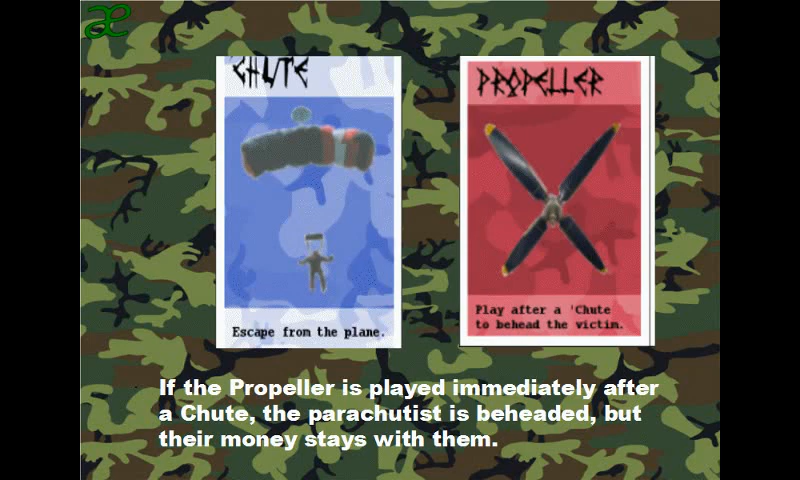 Æ
CHUTE
PROPELLER
Escape from the plane.
Play after a 'Chute
to behead the victim.
If the Propeller is played immediately after
a Chute, the parachutist is beheaded, but
their money stays with them.